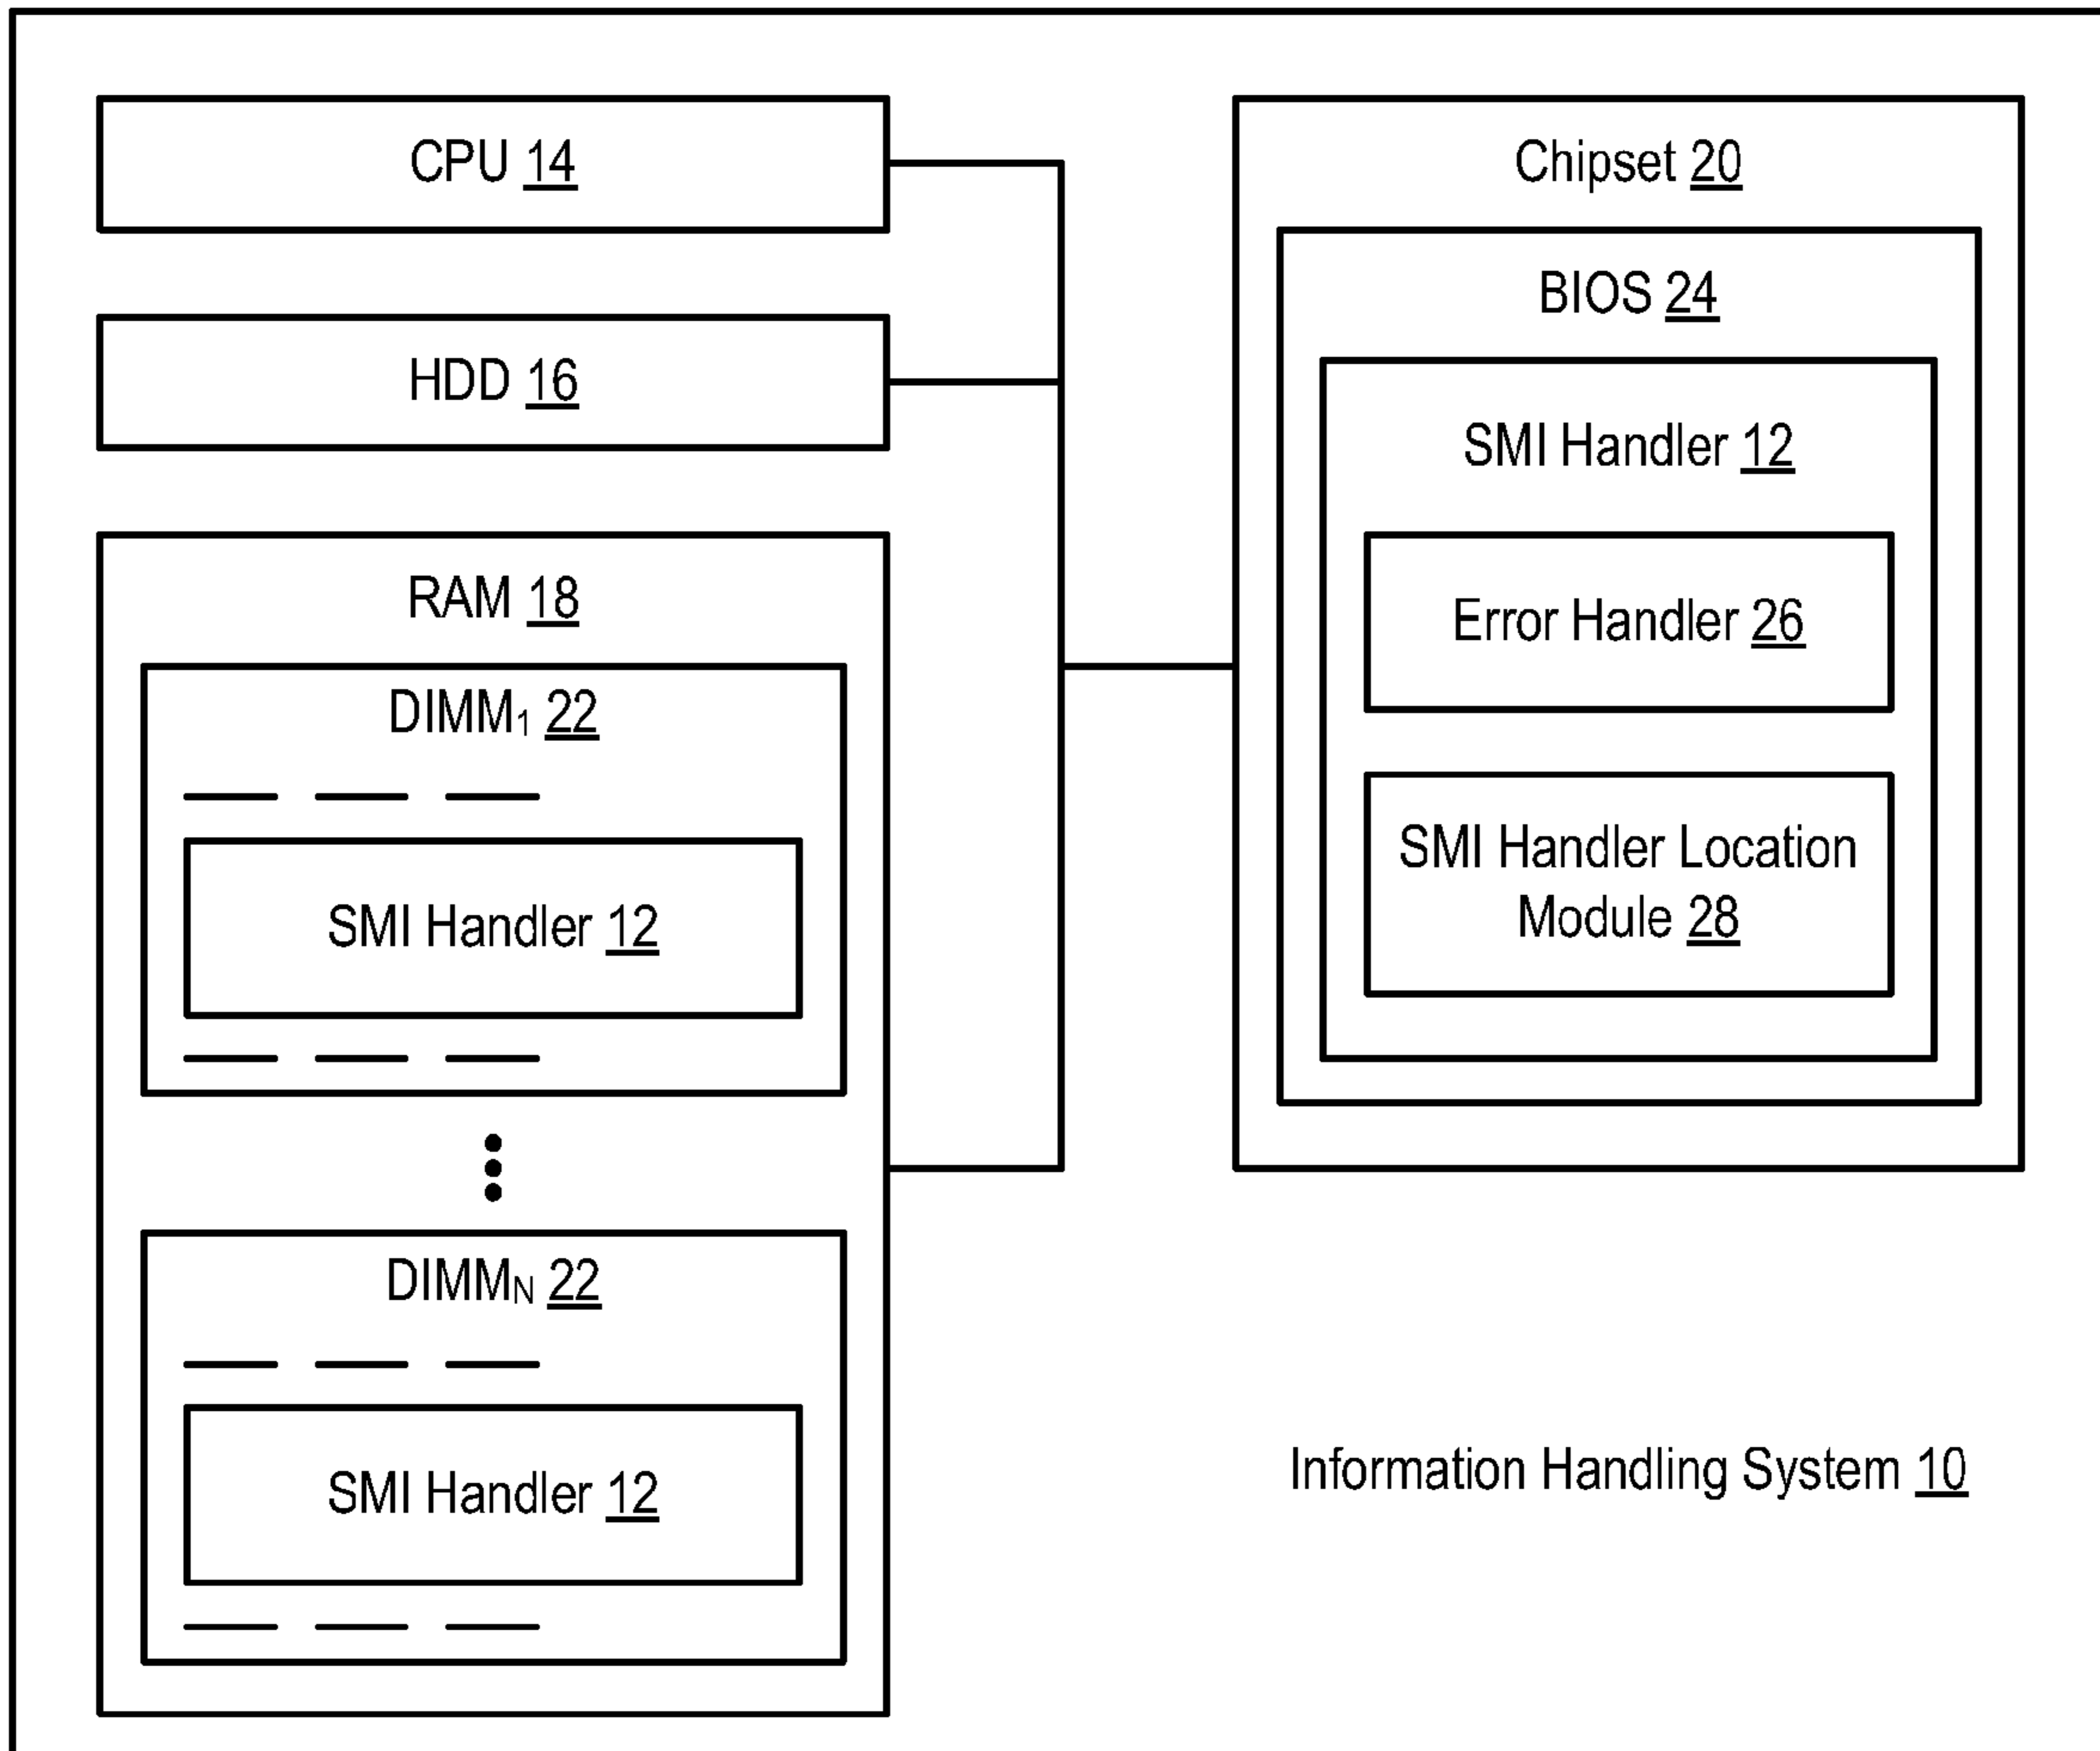 CPU 14
HDD 16
RAM 18
DIMM₁ 22
SMI Handler 12
DIMMN 22
SMI Handler 12
Chipset 20
BIOS 24
SMI Handler 12
Error Handler 26
SMI Handler Location
Module 28
Information Handling System 10